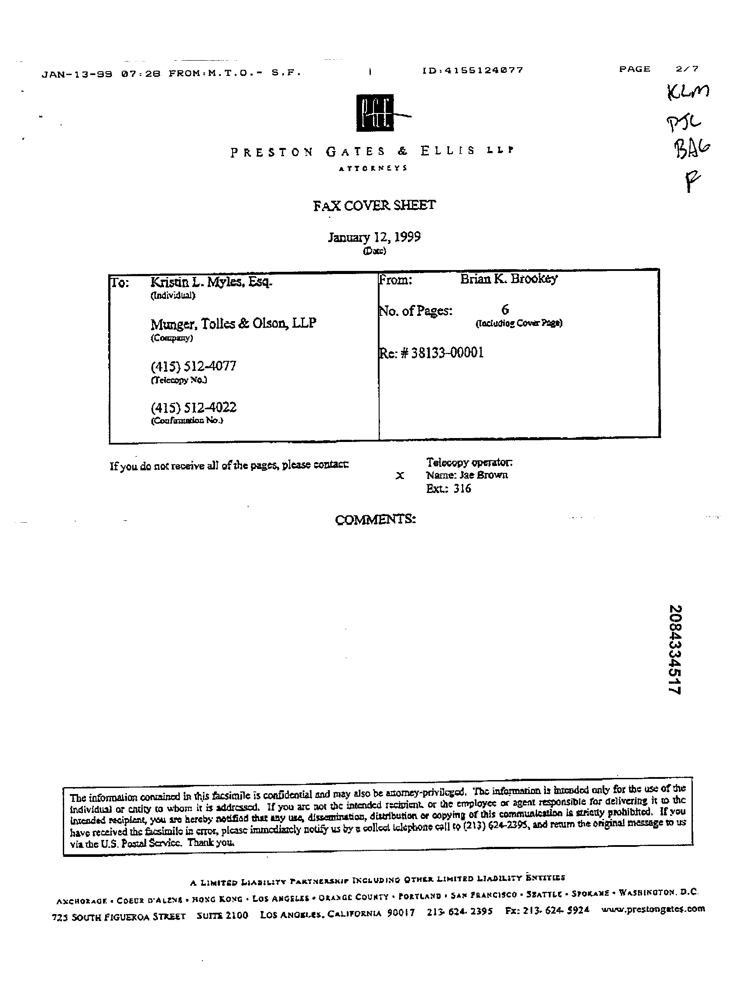 JAN-13-99 07:28 FROM:M.T.O.- S.F. ID:4155124077 PAGE 2/7
KLM
PJC
BAG
F
PG&E
PRESTON GATES & ELLIS LLP
ATTORNEYS
FAX COVER SHEET
January 12, 1999
(Date)
To: Kristin L. Myles, Esq.
(Individual)
Munger, Tolles & Olson, LLP
(Company)
(415) 512-4077
(Telecopy No.)
(415) 512-4022
(Confirmation No.)
From: Brian K. Brookey
No. of Pages: 6
(Including Cover Page)
Re: # 38133-00001
If you do not receive all of the pages, please contact:
Telecopy operator:
X Name: Jae Brown
Ext.: 316
COMMENTS:
2084334517
The information contained in this facsimile is confidential and may also be attorney-privileged. The information is intended only for the use of the
individual or entity to whom it is addressed. If you are not the intended recipient, or the employee or agent responsible for delivering it to the
intended recipient, you are hereby notified that any use, dissemination, distribution or copying of this communication is strictly prohibited. If you
have received the facsimile in error, please immediately notify us by a collect telephone call to (213) 624-2395, and return the original message to us
via the U.S. Postal Service. Thank you.
A LIMITED LIABILITY PARTNERSHIP INCLUDING OTHER LIMITED LIABILITY ENTITIES
ANCHORAGE • COEUR D'ALENE • HONG KONG • LOS ANGELES • ORANGE COUNTY • PORTLAND • SAN FRANCISCO • SEATTLE • SPOKANE • WASHINGTON, D.C.
725 SOUTH FIGUEROA STREET SUITE 2100 LOS ANGELES, CALIFORNIA 90017 213- 624- 2395 FX: 213- 624- 5924 www.prestongates.com